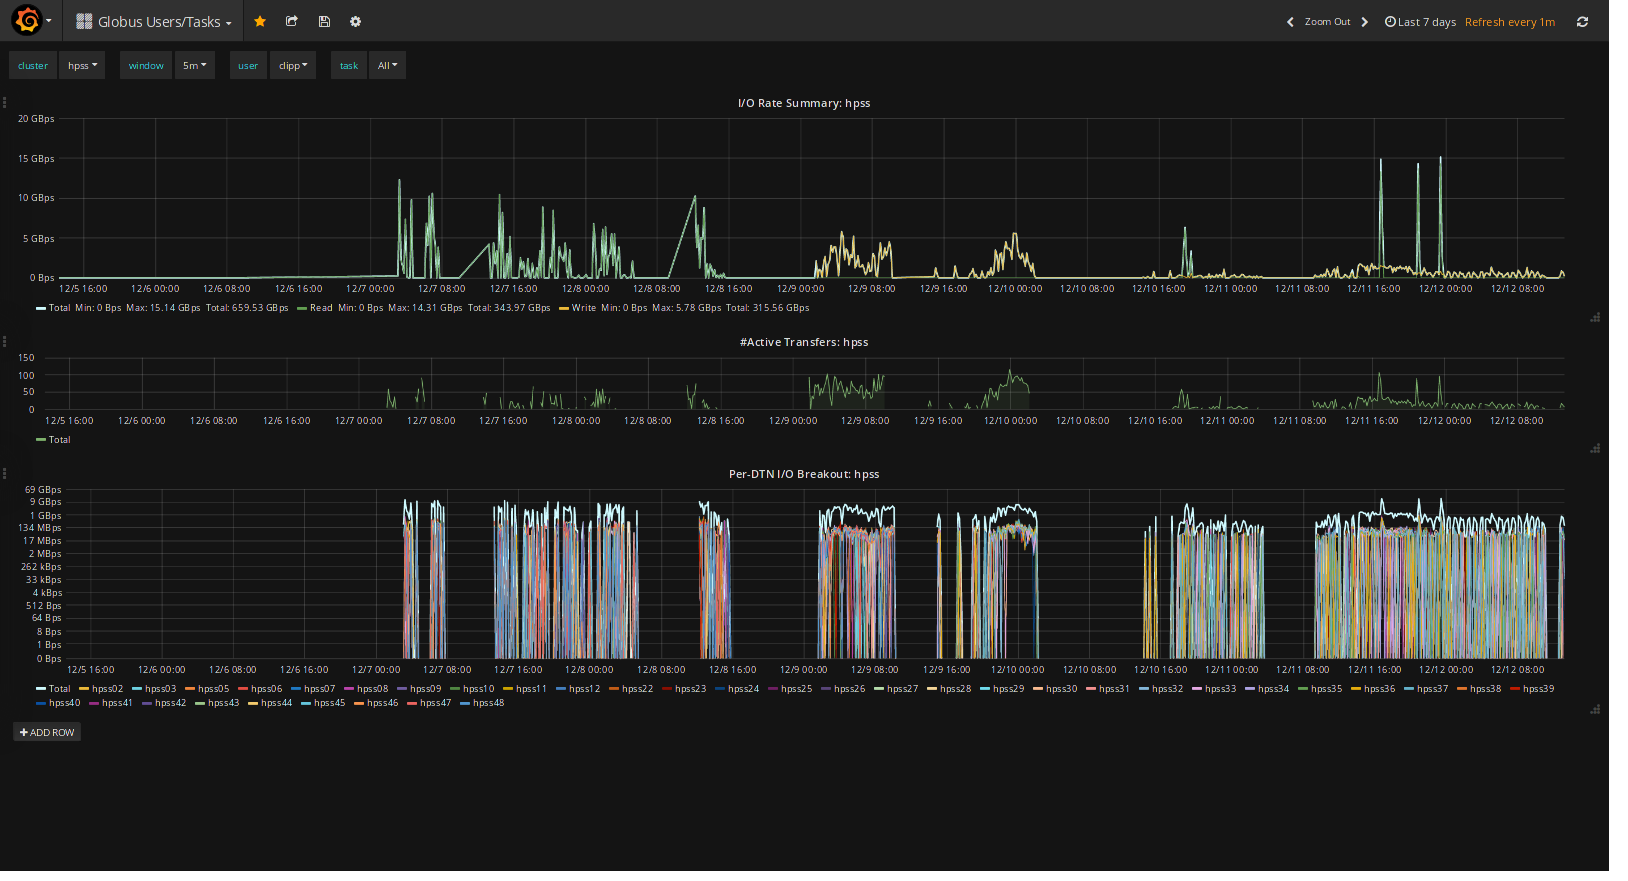 Globus Users/Tasks
Zoom Out Last 7 days Refresh every 1m
cluster hpss window 5m user clipp task All
I/O Rate Summary: hpss
20 GBps
15 GBps
10 GBps
5 GBps
0 Bps
12/5 16:00 12/6 00:00 12/6 08:00 12/6 16:00 12/7 00:00 12/7 08:00 12/7 16:00 12/8 00:00 12/8 08:00 12/8 16:00 12/9 00:00 12/9 08:00 12/9 16:00 12/10 00:00 12/10 08:00 12/10 16:00 12/11 00:00 12/11 08:00 12/11 16:00 12/12 00:00 12/12 08:00
Total Min: 0 Bps Max: 15.14 GBps Total: 659.53 GBps Read Min: 0 Bps Max: 14.31 GBps Total: 343.97 GBps Write Min: 0 Bps Max: 5.78 GBps Total: 315.56 GBps
#Active Transfers: hpss
150
100
50
0
12/5 16:00 12/6 00:00 12/6 08:00 12/6 16:00 12/7 00:00 12/7 08:00 12/7 16:00 12/8 00:00 12/8 08:00 12/8 16:00 12/9 00:00 12/9 08:00 12/9 16:00 12/10 00:00 12/10 08:00 12/10 16:00 12/11 00:00 12/11 08:00 12/11 16:00 12/12 00:00 12/12 08:00
Total
Per-DTN I/O Breakout: hpss
69 GBps
9 GBps
1 GBps
134 MBps
17 MBps
2 MBps
262 kBps
33 kBps
4 kBps
512 Bps
64 Bps
8 Bps
1 Bps
0 Bps
12/5 16:00 12/6 00:00 12/6 08:00 12/6 16:00 12/7 00:00 12/7 08:00 12/7 16:00 12/8 00:00 12/8 08:00 12/8 16:00 12/9 00:00 12/9 08:00 12/9 16:00 12/10 00:00 12/10 08:00 12/10 16:00 12/11 00:00 12/11 08:00 12/11 16:00 12/12 00:00 12/12 08:00
Total hpss02 hpss03 hpss05 hpss06 hpss07 hpss08 hpss09 hpss10 hpss11 hpss12 hpss22 hpss23 hpss24 hpss25 hpss26 hpss27 hpss28 hpss29 hpss30 hpss31 hpss32 hpss33 hpss34 hpss35 hpss36 hpss37 hpss38 hpss39
hpss40 hpss41 hpss42 hpss43 hpss44 hpss45 hpss46 hpss47 hpss48
+ ADD ROW